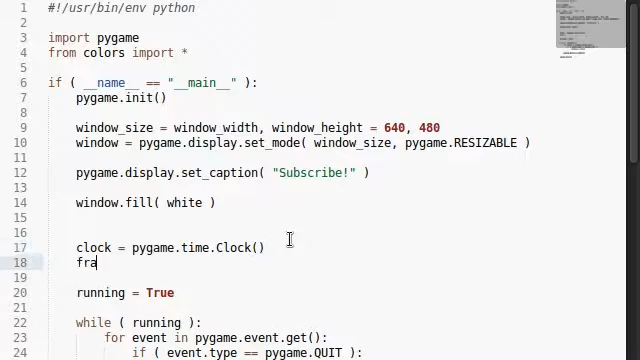 1 #!/usr/bin/env python
2
3 import pygame
4 from colors import *
5
6 if ( __name__ == "__main__" ):
7 pygame.init()
8
9 window_size = window_width, window_height = 640, 480
10 window = pygame.display.set_mode( window_size, pygame.RESIZABLE )
11
12 pygame.display.set_caption( "Subscribe!" )
13
14 window.fill( white )
15
16
17 clock = pygame.time.Clock()
18 fra
19
20 running = True
21
22 while ( running ):
23 for event in pygame.event.get():
24 if ( event.type == pygame.QUIT ):